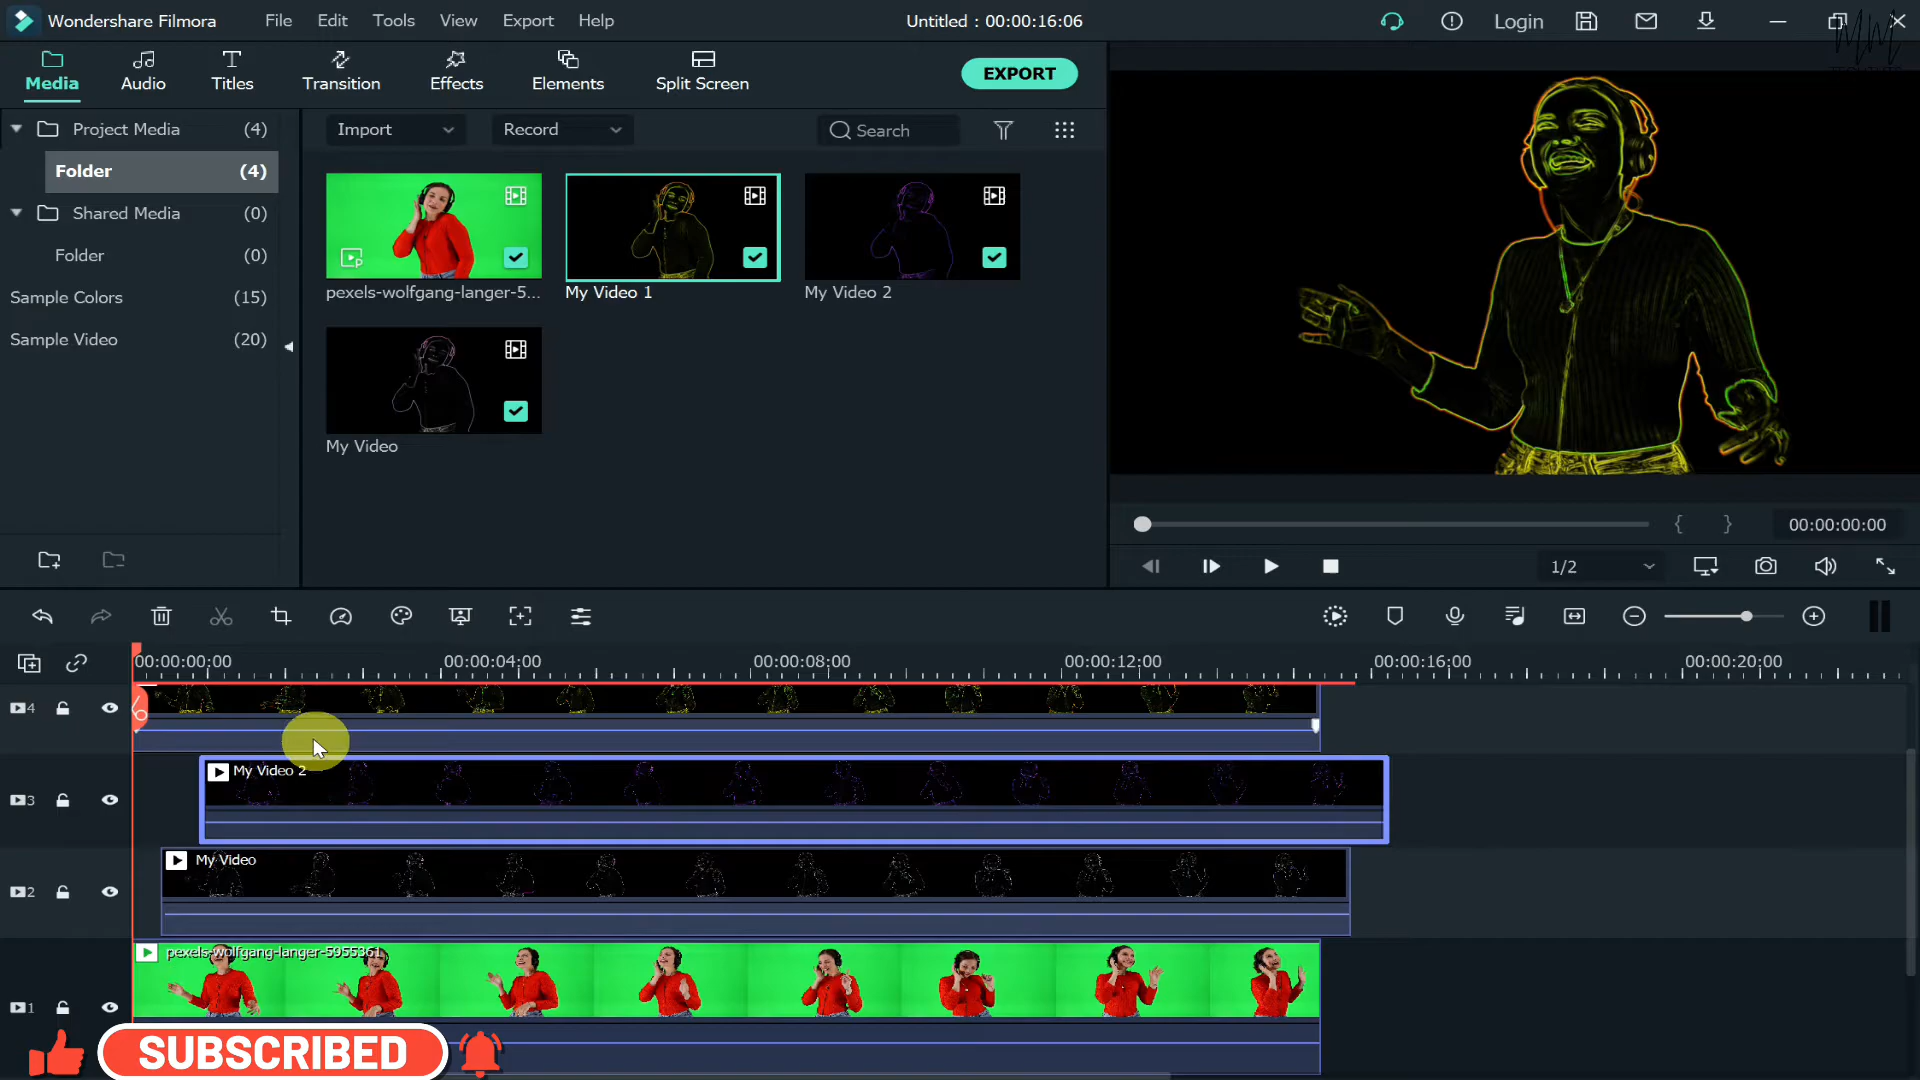 Wondershare Filmora
File Edit Tools View Export Help
Untitled : 00:00:16:06
Login
Media Audio Titles Transition Effects Elements Split Screen
EXPORT
Project Media (4)
Folder (4)
Shared Media (0)
Folder (0)
Sample Colors (15)
Sample Video (20)
Import Record Search
pexels-wolfgang-langer-5...
My Video 1
My Video 2
My Video
{ } 00:00:00:00
1/2
00:00:00:00 00:00:04:00 00:00:08:00 00:00:12:00 00:00:16:00 00:00:20:00
4
3
My Video 2
2
My Video
1
pexels-wolfgang-langer-5955361
SUBSCRIBED